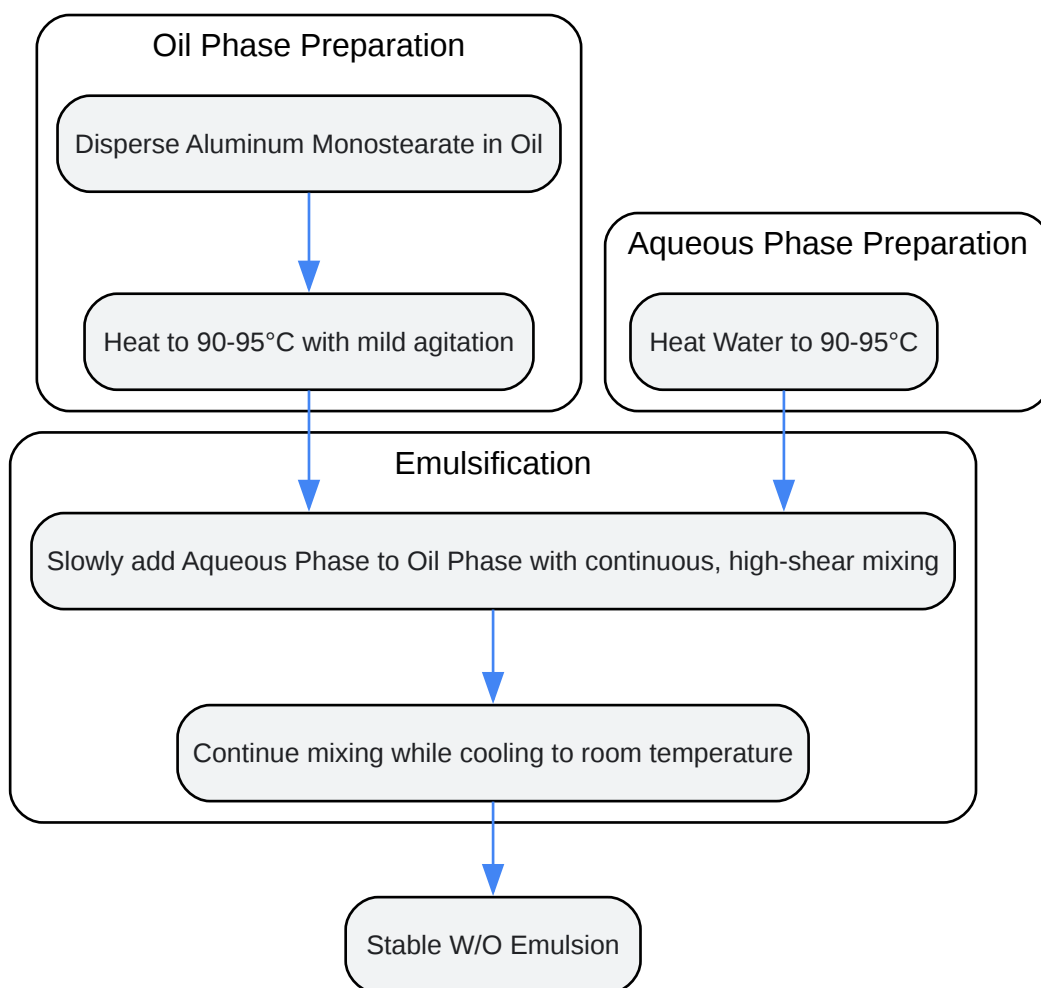 Oil Phase Preparation
Disperse Aluminum Monostearate in Oil
Heat to 90-95°C with mild agitation
Aqueous Phase Preparation
Heat Water to 90-95°C
Emulsification
Slowly add Aqueous Phase to Oil Phase with continuous, high-shear mixing
Continue mixing while cooling to room temperature
Stable W/O Emulsion